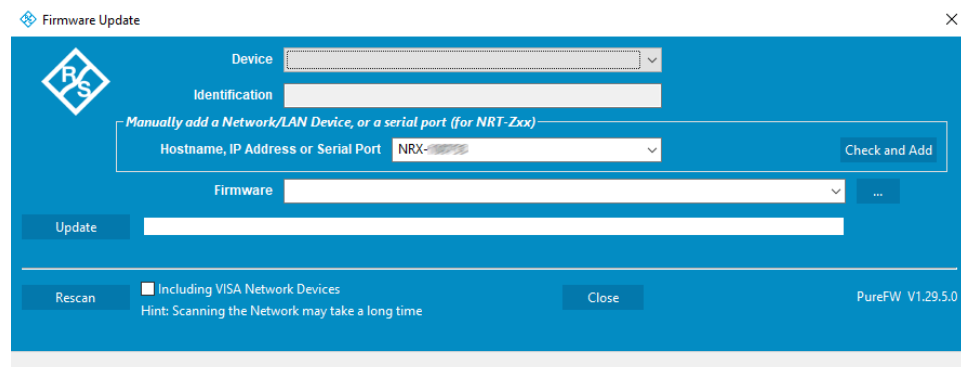 Firmware Update
R
S
Device
Identification
Manually add a Network/LAN Device, or a serial port (for NRT-Zxx)
Hostname, IP Address or Serial Port NRX-
Check and Add
Firmware
...
Update
Rescan
Including VISA Network Devices
Hint: Scanning the Network may take a long time
Close
PureFW V1.29.5.0